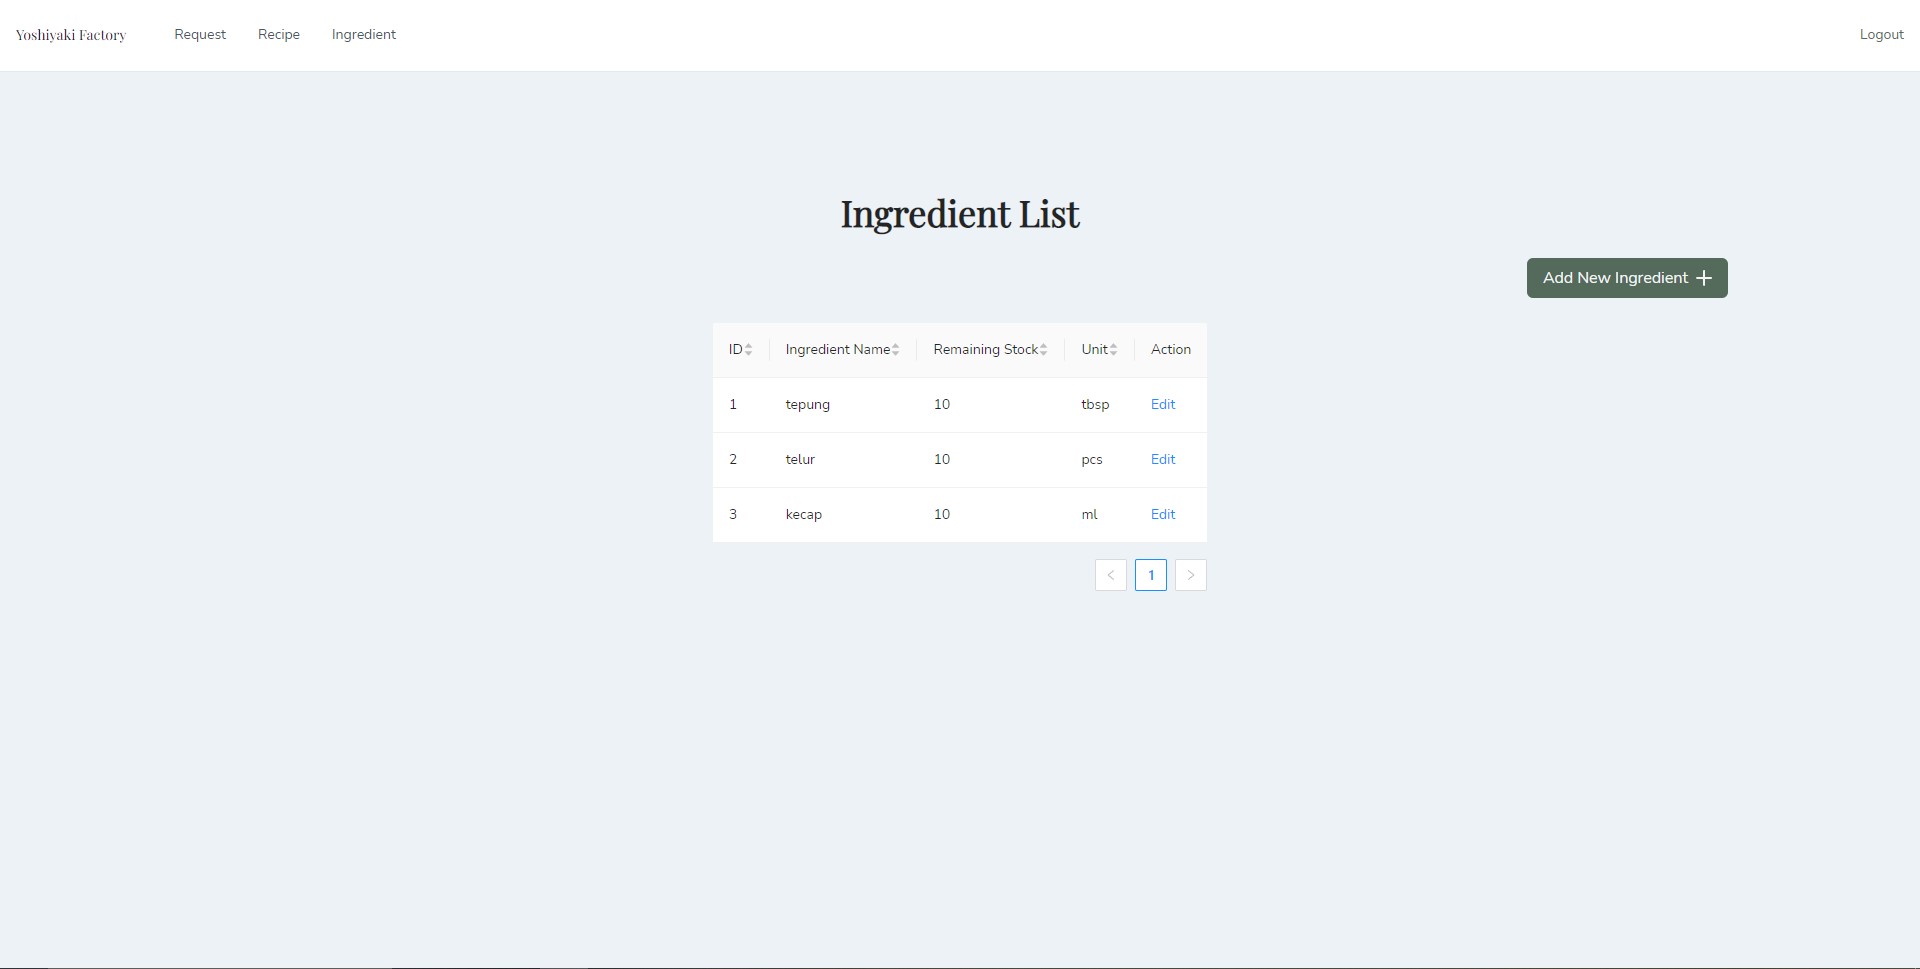 Yoshiyaki Factory Request Recipe Ingredient Logout
Ingredient List
Add New Ingredient
ID Ingredient Name Remaining Stock Unit Action
1 tepung 10 tbsp Edit
2 telur 10 pcs Edit
3 kecap 10 ml Edit
< 1 >